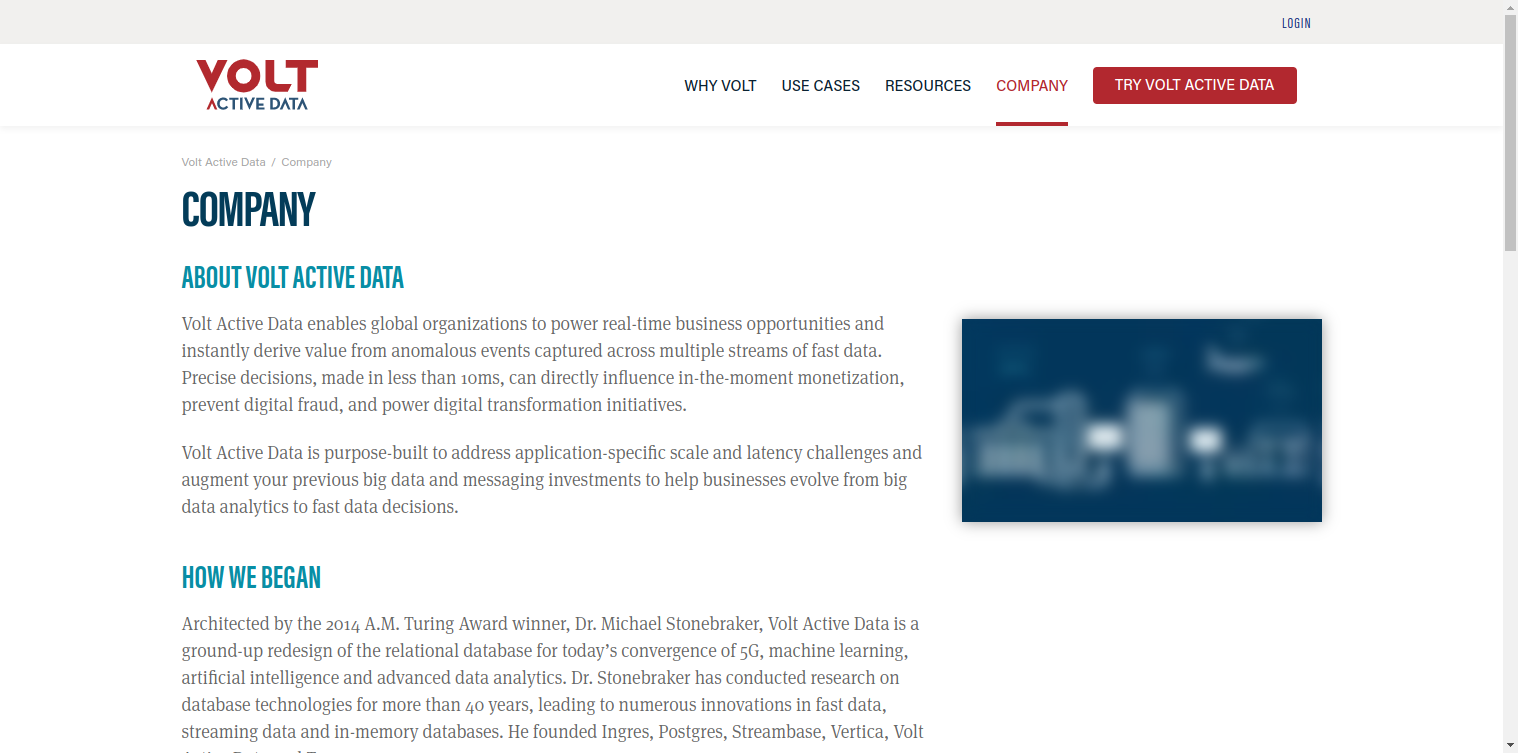 LOGIN
VOLT
ACTIVE DATA
WHY VOLT
USE CASES
RESOURCES
COMPANY
TRY VOLT ACTIVE DATA
Volt Active Data / Company
COMPANY
ABOUT VOLT ACTIVE DATA
Volt Active Data enables global organizations to power real-time business opportunities and
instantly derive value from anomalous events captured across multiple streams of fast data.
Precise decisions, made in less than 10ms, can directly influence in-the-moment monetization,
prevent digital fraud, and power digital transformation initiatives.
Volt Active Data is purpose-built to address application-specific scale and latency challenges and
augment your previous big data and messaging investments to help businesses evolve from big
data analytics to fast data decisions.
HOW WE BEGAN
Architected by the 2014 A.M. Turing Award winner, Dr. Michael Stonebraker, Volt Active Data is a
ground-up redesign of the relational database for today’s convergence of 5G, machine learning,
artificial intelligence and advanced data analytics. Dr. Stonebraker has conducted research on
database technologies for more than 40 years, leading to numerous innovations in fast data,
streaming data and in-memory databases. He founded Ingres, Postgres, Streambase, Vertica, Volt